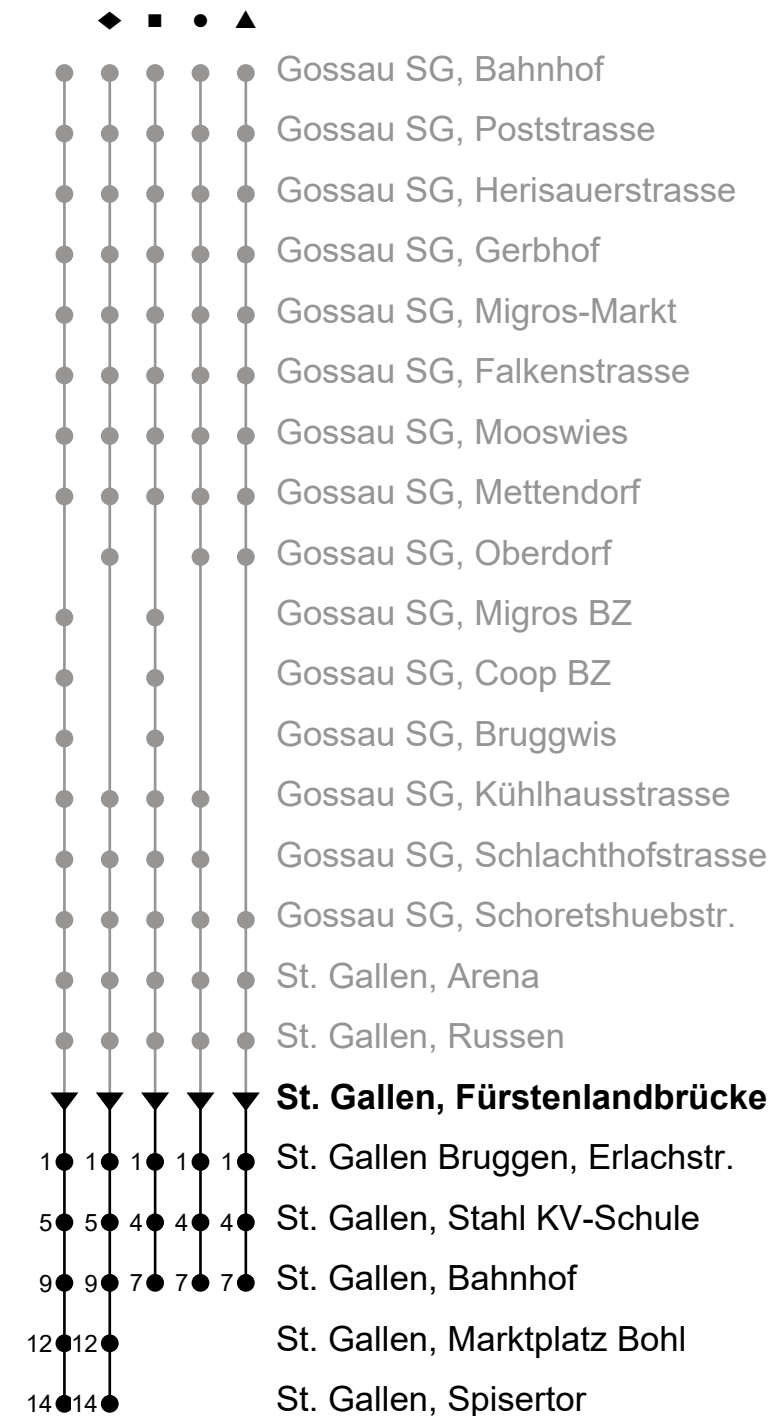 Gossau SG, Bahnhof
Gossau SG, Poststrasse
Gossau SG, Herisauerstrasse
Gossau SG, Gerbhof
Gossau SG, Migros-Markt
Gossau SG, Falkenstrasse
Gossau SG, Mooswies
Gossau SG, Mettendorf
Gossau SG, Oberdorf
Gossau SG, Migros BZ
Gossau SG, Coop BZ
Gossau SG, Bruggwis
Gossau SG, Kühlhausstrasse
Gossau SG, Schlachthofstrasse
Gossau SG, Schoretshuebstr.
St. Gallen, Arena
St. Gallen, Russen
St. Gallen, Fürstenlandbrücke
1 1 1 1 1 St. Gallen Bruggen, Erlachstr.
5 5 4 4 4 St. Gallen, Stahl KV-Schule
9 9 7 7 7 St. Gallen, Bahnhof
12 12 St. Gallen, Marktplatz Bohl
14 14 St. Gallen, Spisertor